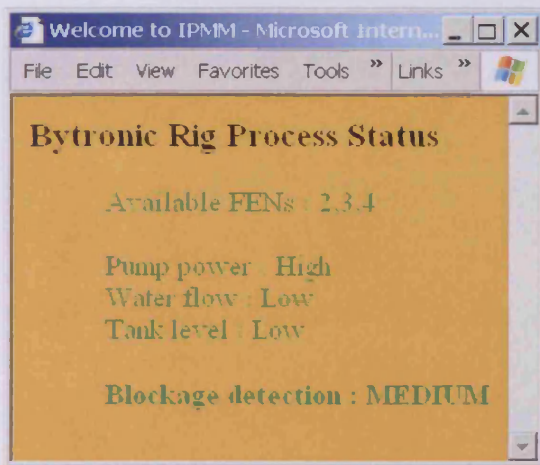 Welcome to IPMM - Microsoft Intern...
File Edit View Favorites Tools » Links »
Bytronic Rig Process Status
Available FENs : 2,3,4
Pump power : High
Water flow : Low
Tank level : Low
Blockage detection : MEDIUM